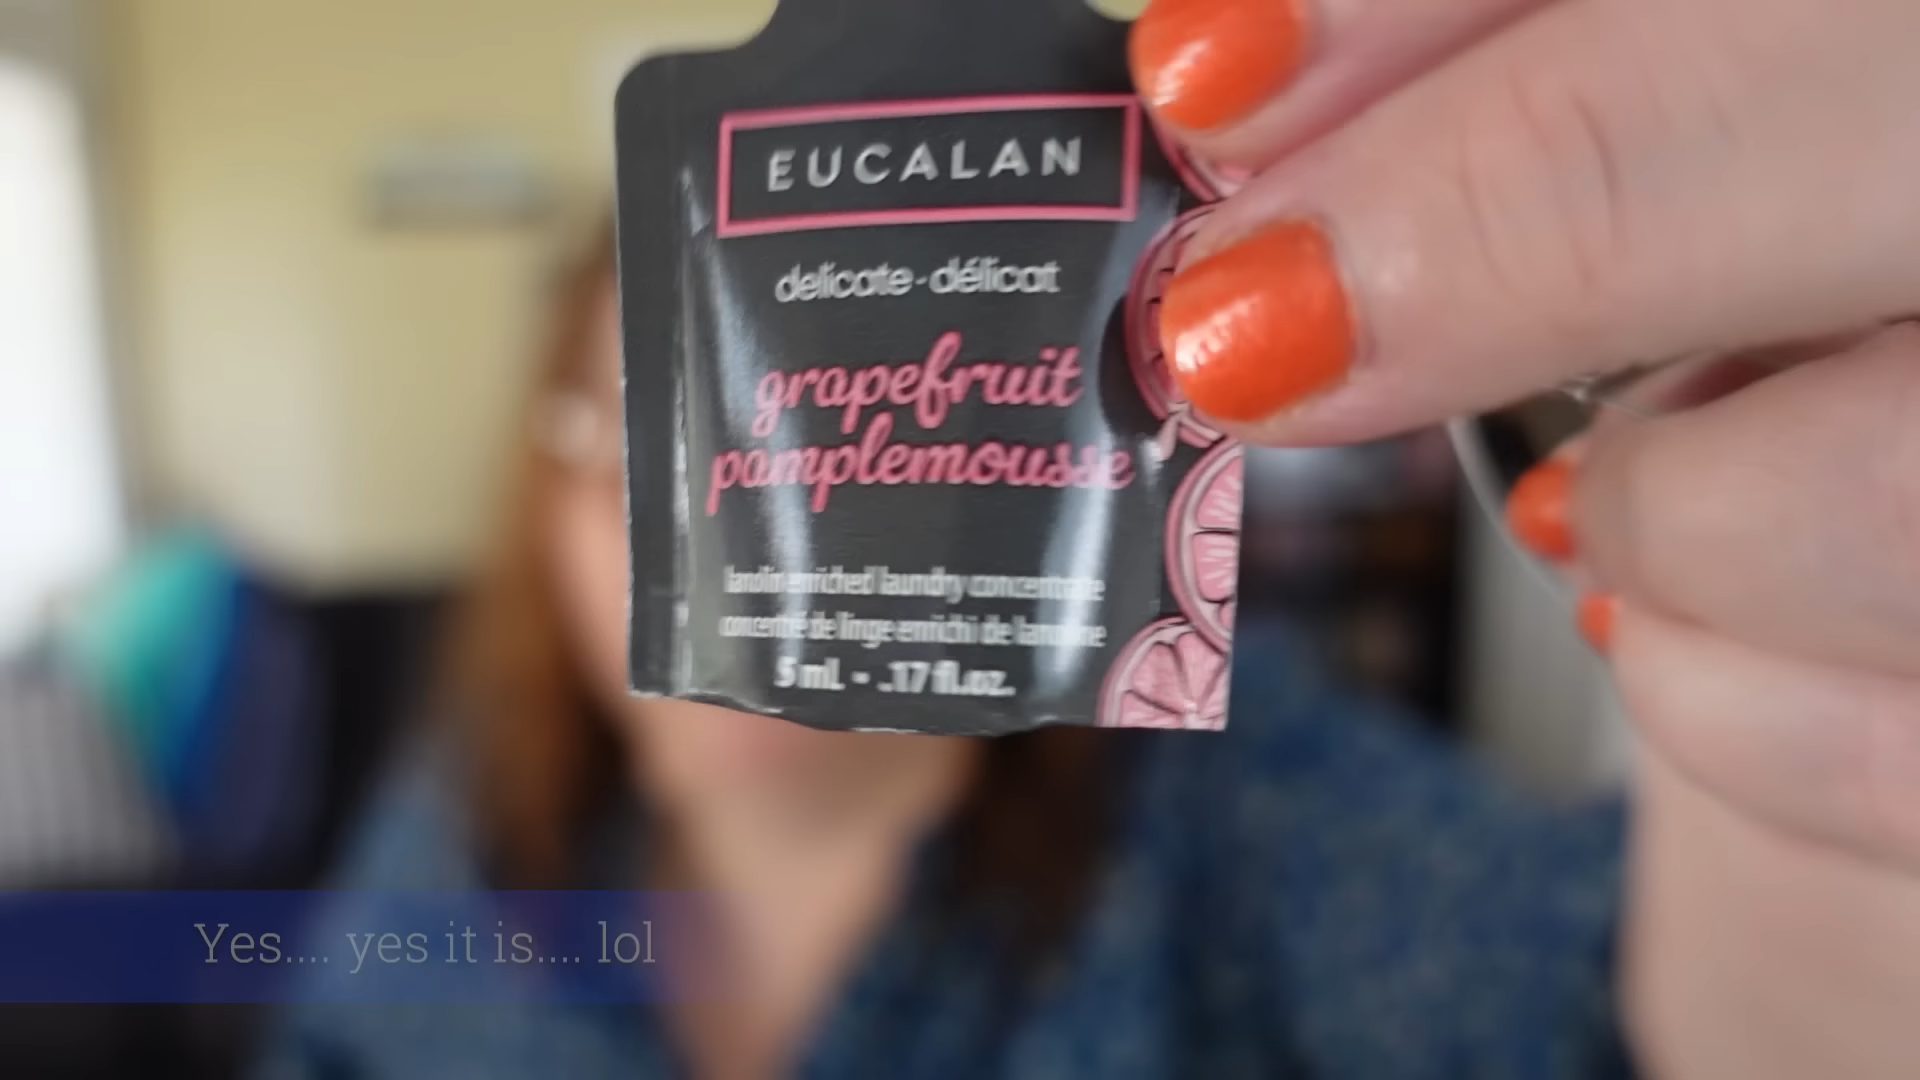 EUCALAN
delicate · délicat
grapefruit
pamplemousse
lanolin enriched laundry concentrate
concentré de linge enrichi de lanoline
5 mL - .17 fl.oz.
Yes.... yes it is.... lol